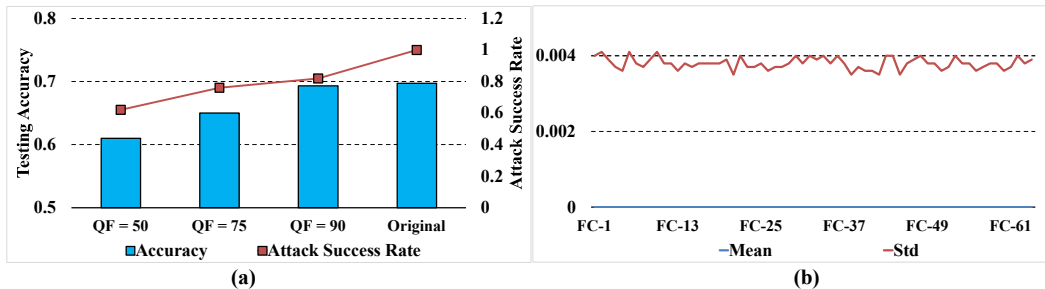 0.8
0.7
0.6
0.5
Testing Accuracy
1.2
1
0.8
0.6
0.4
0.2
0
Attack Success Rate
QF = 50 QF = 75 QF = 90 Original
Accuracy Attack Success Rate
(a)
0.004
0.002
0
FC-1 FC-13 FC-25 FC-37 FC-49 FC-61
Mean Std
(b)